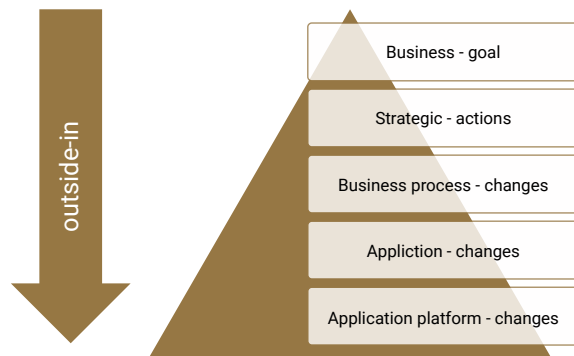 outside-in
Business - goal
Strategic - actions
Business process - changes
Appliction - changes
Application platform - changes